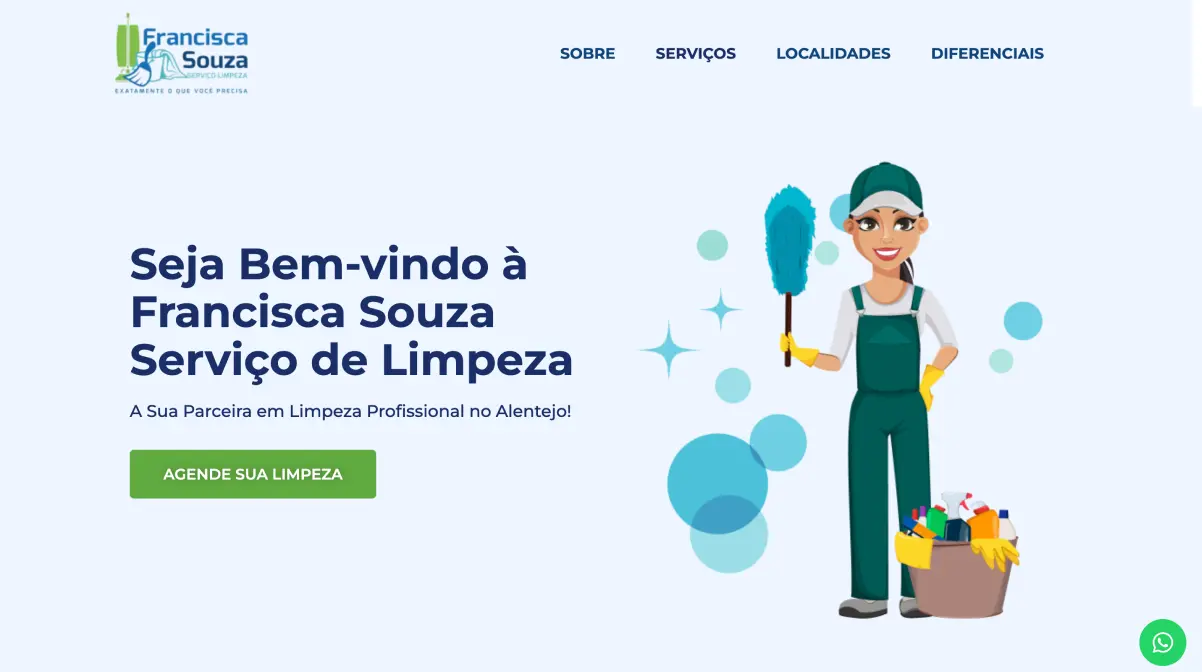 Francisca
Souza
SERVIÇO LIMPEZA
EXATAMENTE O QUE VOCÊ PRECISA
SOBRE
SERVIÇOS
LOCALIDADES
DIFERENCIAIS
Seja Bem-vindo à
Francisca Souza
Serviço de Limpeza
A Sua Parceira em Limpeza Profissional no Alentejo!
AGENDE SUA LIMPEZA